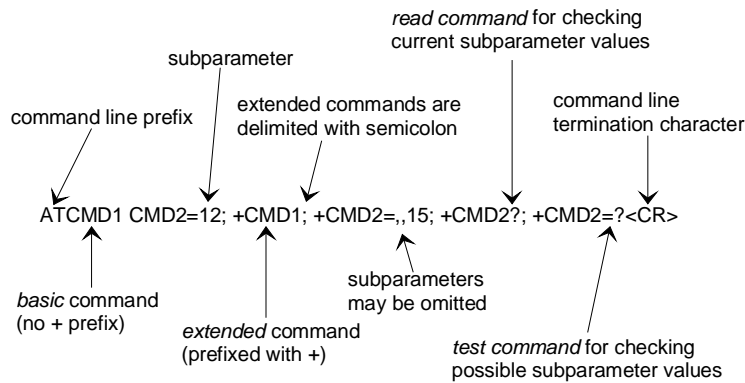 read command for checking
current subparameter values
subparameter
extended commands are
delimited with semicolon
command line
termination character
command line prefix
ATCMD1 CMD2=12; +CMD1; +CMD2=,,15; +CMD2?; +CMD2=?<CR>
basic command
(no + prefix)
extended command
(prefixed with +)
subparameters
may be omitted
test command for checking
possible subparameter values